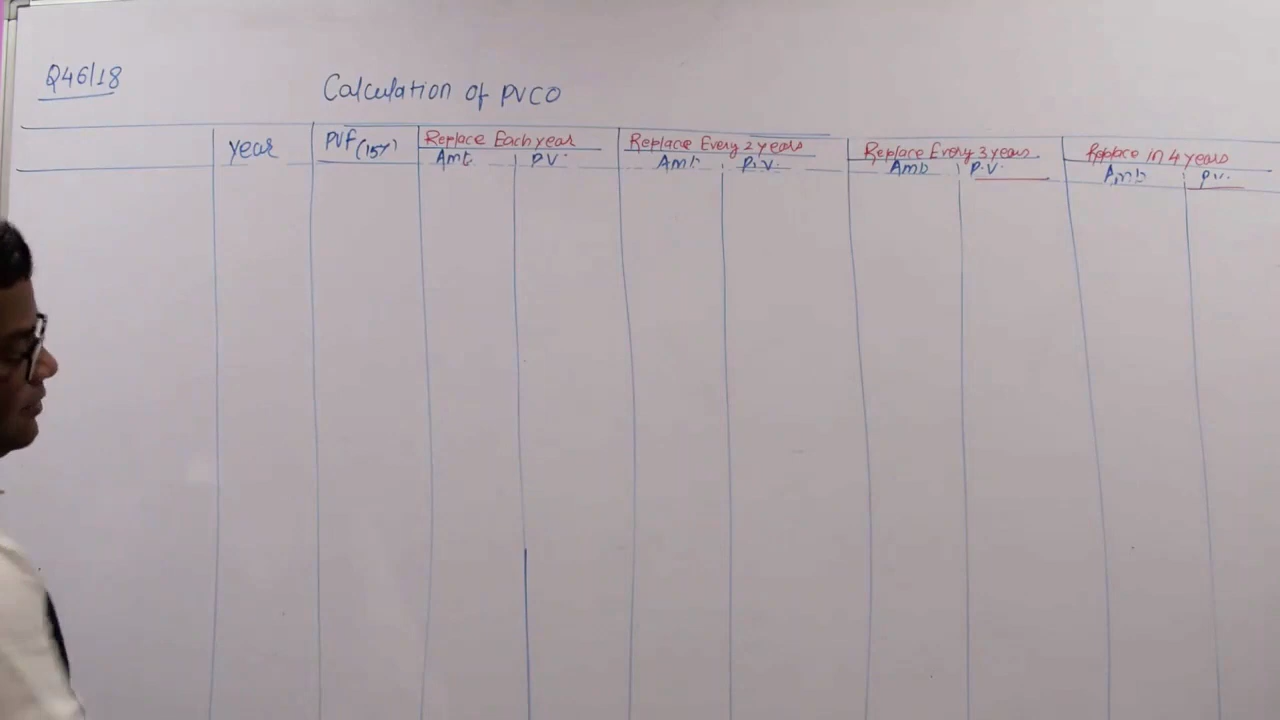 Q46/18
Calculation of PVCO
Year PVF (15%) Replace Each year Replace Every 2 years Replace Every 3 years Replace in 4 years
Amt. P.V. Amt P.V. Amt P.V. Amt P.V.